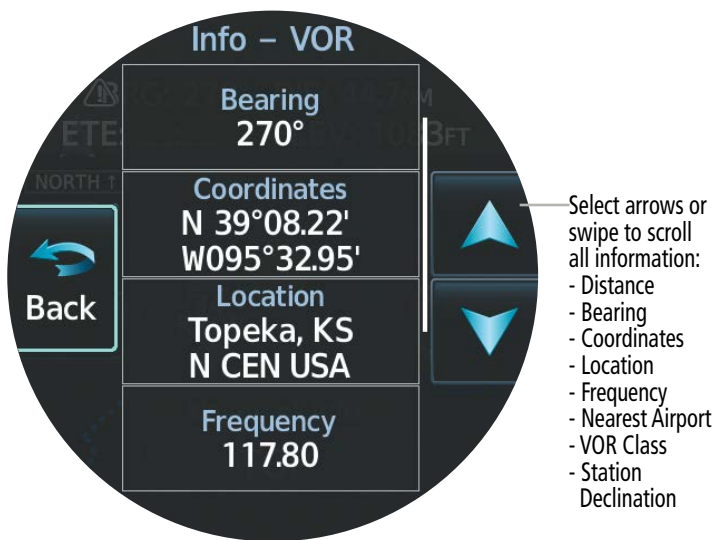 Info – VOR
Bearing
270°
NORTH ↑
Coordinates
N 39°08.22'
W095°32.95'
Back
Location
Topeka, KS
N CEN USA
Frequency
117.80
Select arrows or
swipe to scroll
all information:
- Distance
- Bearing
- Coordinates
- Location
- Frequency
- Nearest Airport
- VOR Class
- Station
Declination